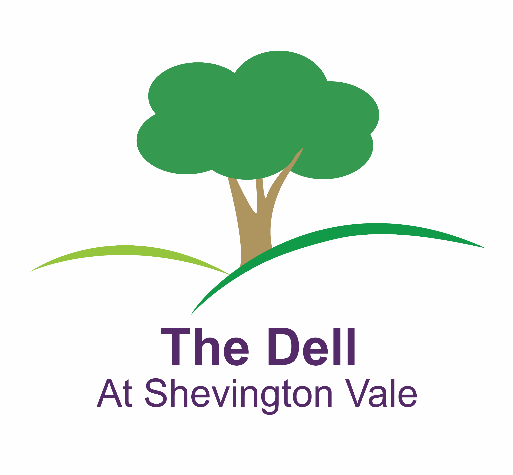 The Dell
At Shevington Vale